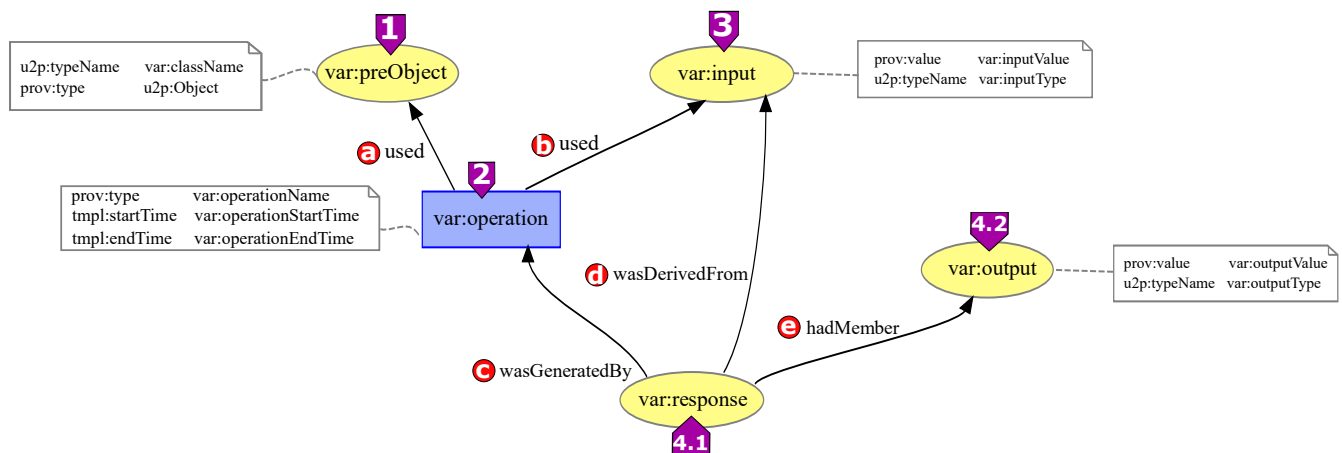 1
3
u2p:typeName var:className
prov:type u2p:Object
var:preObject
var:input
prov:value var:inputValue
u2p:typeName var:inputType
a used
b used
2
prov:type var:operationName
tmpl:startTime var:operationStartTime
tmpl:endTime var:operationEndTime
var:operation
4.2
var:output
prov:value var:outputValue
u2p:typeName var:outputType
d wasDerivedFrom
e hadMember
c wasGeneratedBy
var:response
4.1